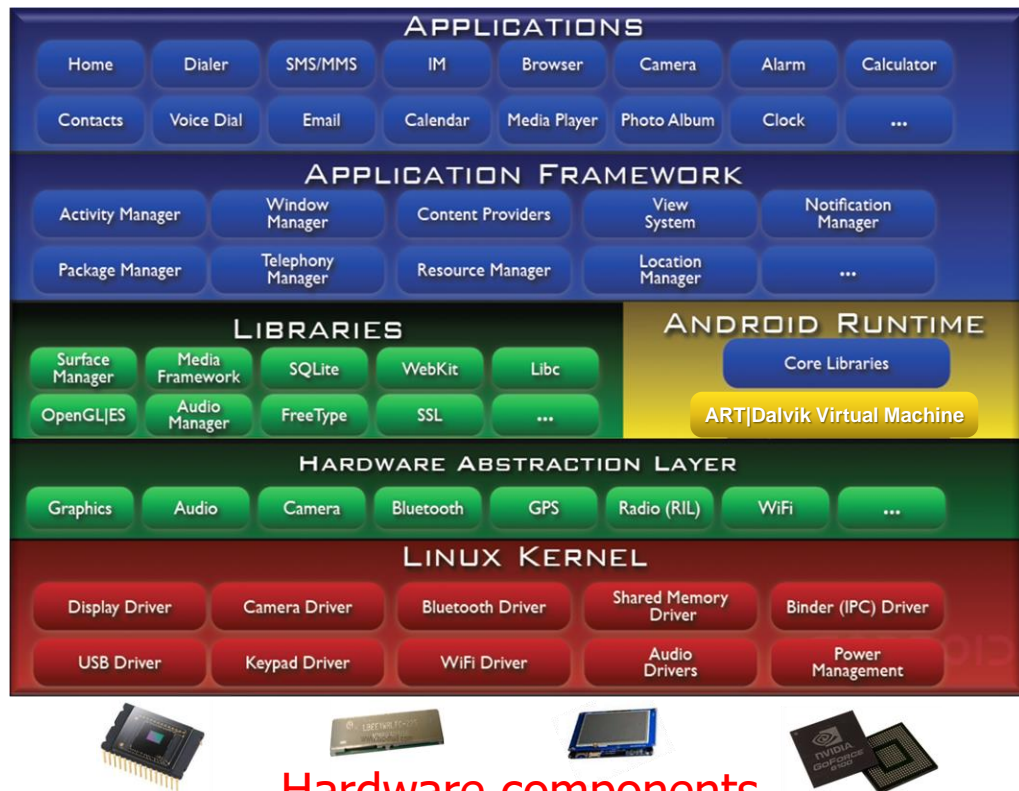 APPLICATIONS
Home Dialer SMS/MMS IM Browser Camera Alarm Calculator
Contacts Voice Dial Email Calendar Media Player Photo Album Clock ...
APPLICATION FRAMEWORK
Activity Manager Window Manager Content Providers View System Notification Manager
Package Manager Telephony Manager Resource Manager Location Manager ...
LIBRARIES
Surface Manager Media Framework SQLite WebKit Libc
OpenGL|ES Audio Manager FreeType SSL ...
ANDROID RUNTIME
Core Libraries
ART|Dalvik Virtual Machine
HARDWARE ABSTRACTION LAYER
Graphics Audio Camera Bluetooth GPS Radio (RIL) WiFi ...
LINUX KERNEL
Display Driver Camera Driver Bluetooth Driver Shared Memory Driver Binder (IPC) Driver
USB Driver Keypad Driver WiFi Driver Audio Drivers Power Management
NVIDIA
GOFORCE
6100
Hardware components